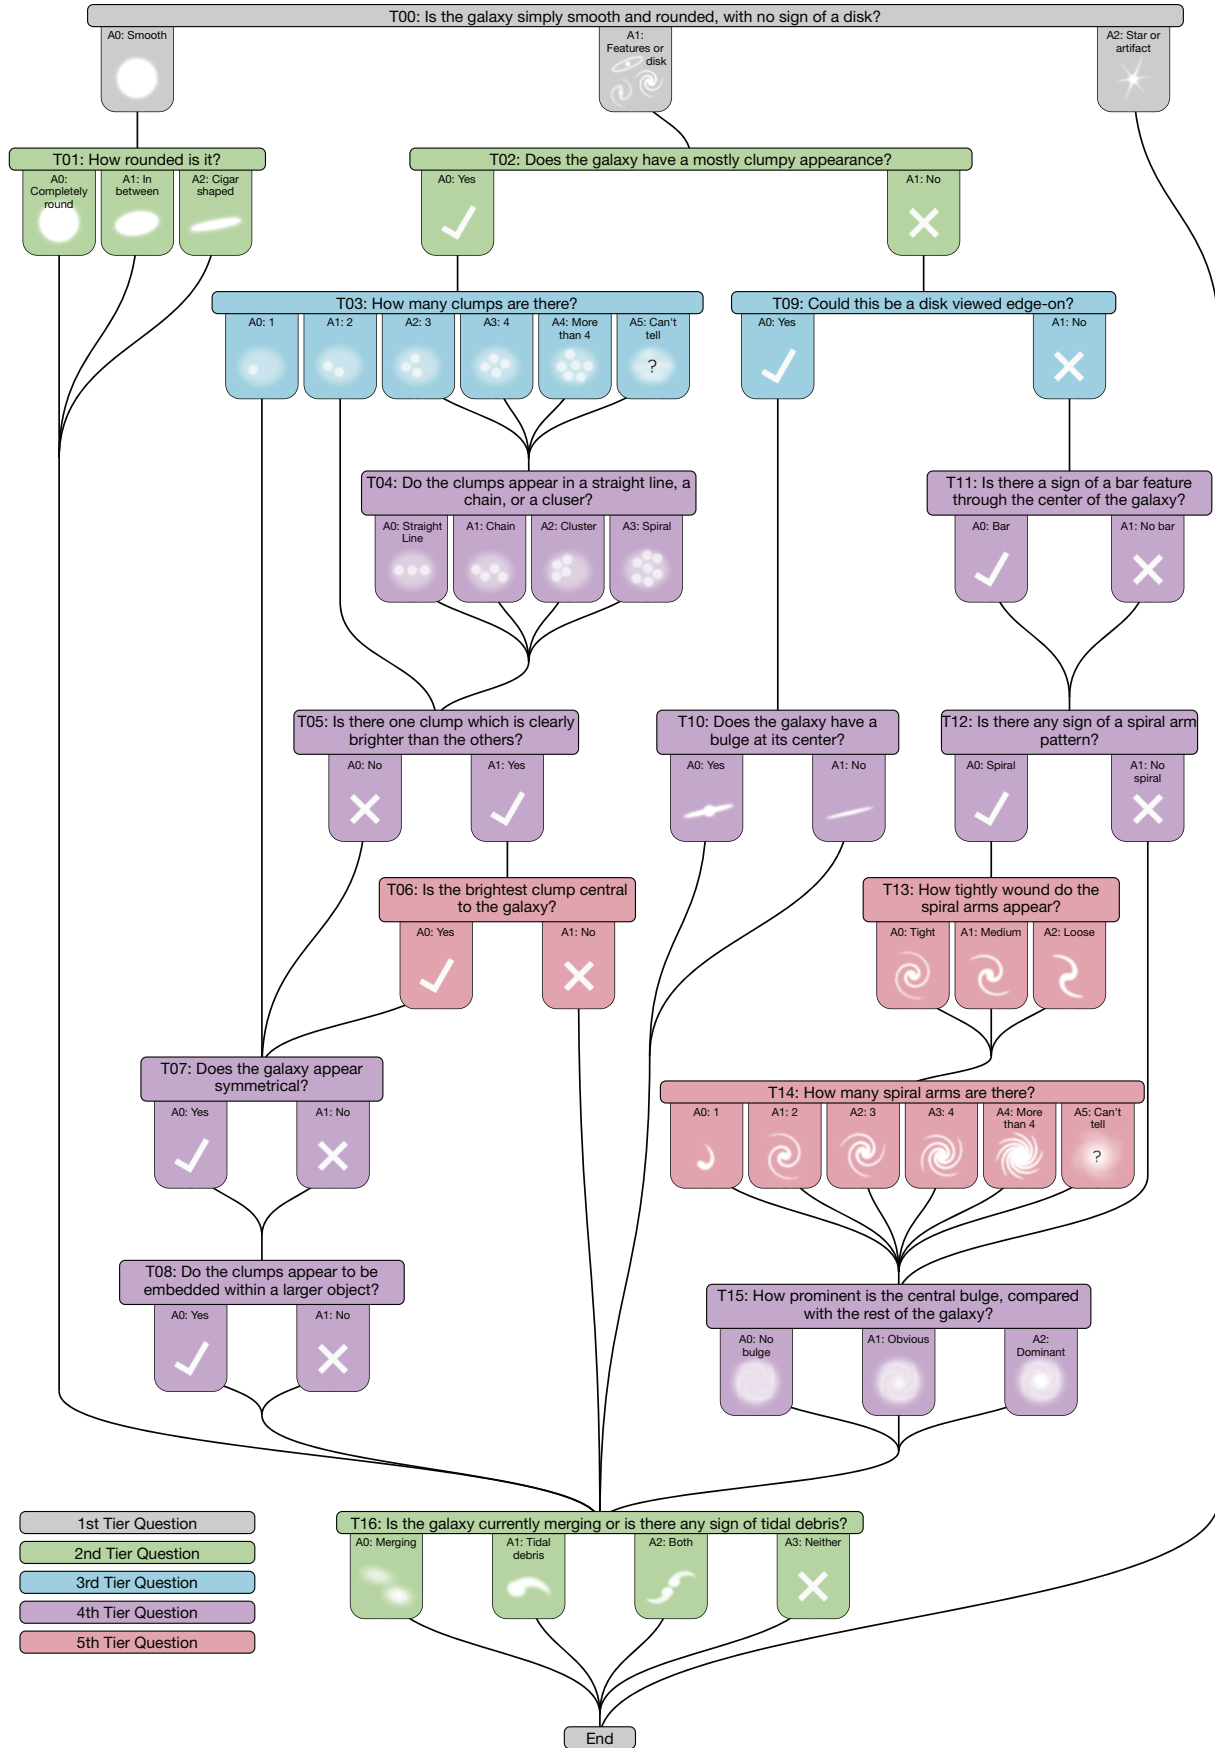 T00: Is the galaxy simply smooth and rounded, with no sign of a disk?
A0: Smooth
A1:
Features or
disk
A2: Star or
artifact
T01: How rounded is it?
A0:
Completely
round
A1: In
between
A2: Cigar
shaped
T02: Does the galaxy have a mostly clumpy appearance?
A0: Yes
A1: No
T03: How many clumps are there?
A0: 1
A1: 2
A2: 3
A3: 4
A4: More
than 4
A5: Can't
tell
?
T09: Could this be a disk viewed edge-on?
A0: Yes
A1: No
T04: Do the clumps appear in a straight line, a
chain, or a cluser?
A0: Straight
Line
A1: Chain
A2: Cluster
A3: Spiral
T11: Is there a sign of a bar feature
through the center of the galaxy?
A0: Bar
A1: No bar
T05: Is there one clump which is clearly
brighter than the others?
A0: No
A1: Yes
T10: Does the galaxy have a
bulge at its center?
A0: Yes
A1: No
T12: Is there any sign of a spiral arm
pattern?
A0: Spiral
A1: No
spiral
T06: Is the brightest clump central
to the galaxy?
A0: Yes
A1: No
T13: How tightly wound do the
spiral arms appear?
A0: Tight
A1: Medium
A2: Loose
T07: Does the galaxy appear
symmetrical?
A0: Yes
A1: No
T14: How many spiral arms are there?
A0: 1
A1: 2
A2: 3
A3: 4
A4: More
than 4
A5: Can't
tell
?
T08: Do the clumps appear to be
embedded within a larger object?
A0: Yes
A1: No
T15: How prominent is the central bulge, compared
with the rest of the galaxy?
A0: No
bulge
A1: Obvious
A2:
Dominant
T16: Is the galaxy currently merging or is there any sign of tidal debris?
A0: Merging
A1: Tidal
debris
A2: Both
A3: Neither
1st Tier Question
2nd Tier Question
3rd Tier Question
4th Tier Question
5th Tier Question
End